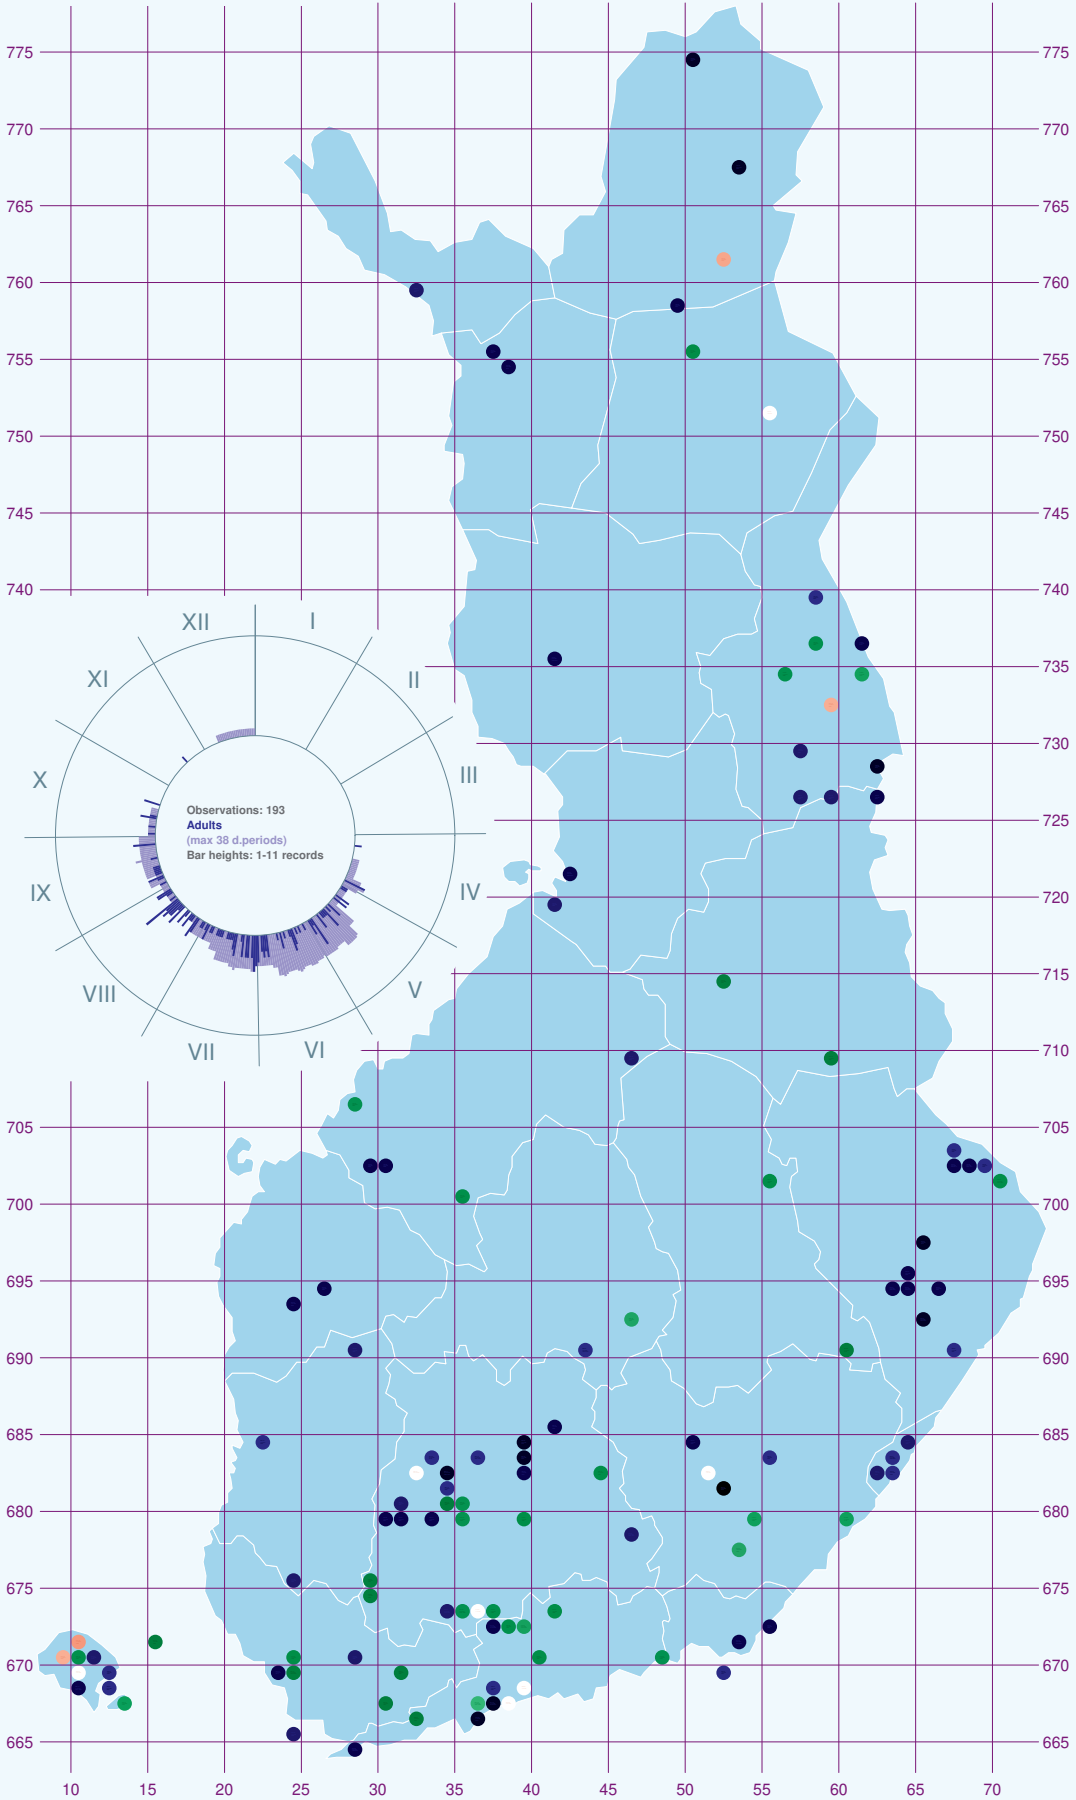 775 775
770 770
765 765
760 760
755 755
750 750
745 745
740 740
XII I
XI II
735
730
X III
Observations: 193
Adults
(max 38 d.periods)
Bar heights: 1-11 records
725
IX IV
720
VIII V
715
VII VI
710
705 705
700 700
695 695
690 690
685 685
680 680
675 675
670 670
665 665
10 15 20 25 30 35 40 45 50 55 60 65 70